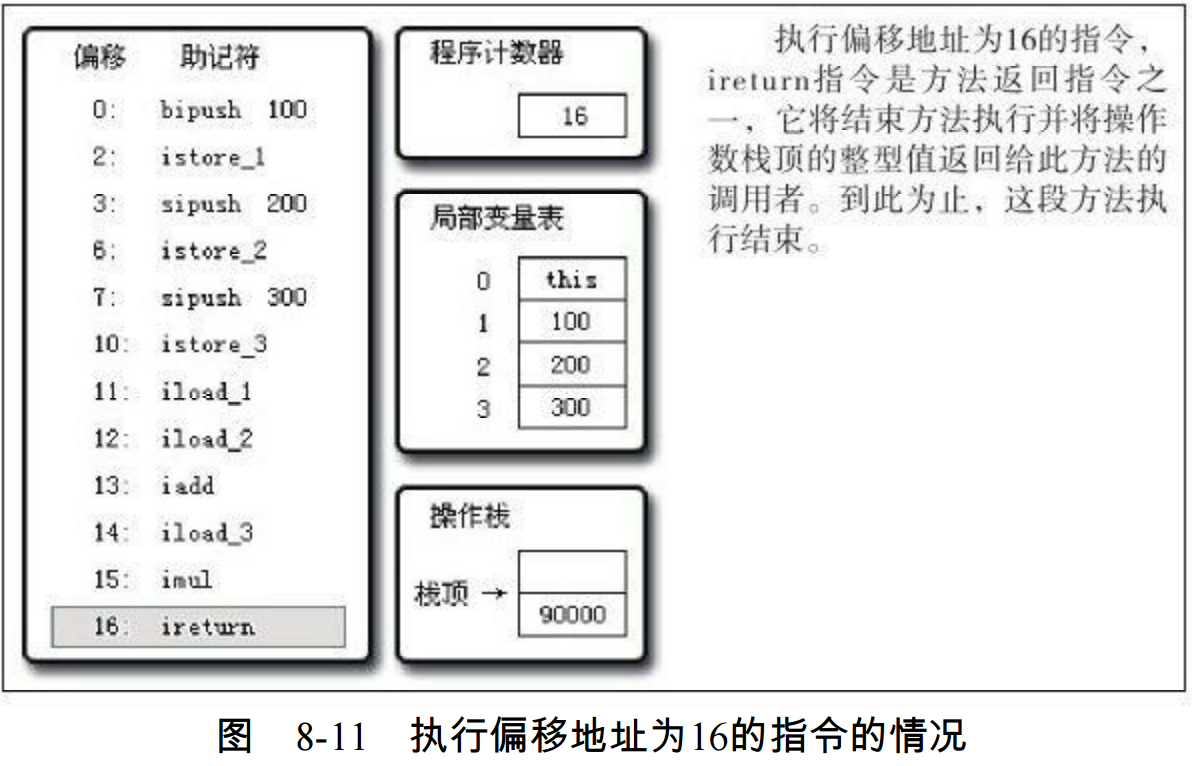 偏移 助记符
0: bipush 100
2: istore_1
3: sipush 200
6: istore_2
7: sipush 300
10: istore_3
11: iload_1
12: iload_2
13: iadd
14: iload_3
15: imul
16: ireturn
程序计数器
16
局部变量表
0 this
1 100
2 200
3 300
操作栈
栈顶 →
90000
执行偏移地址为16的指令，
ireturn指令是方法返回指令之
一，它将结束方法执行并将操作
数栈顶的整型值返回给此方法的
调用者。到此为止，这段方法执
行结束。
图 8-11 执行偏移地址为16的指令的情况